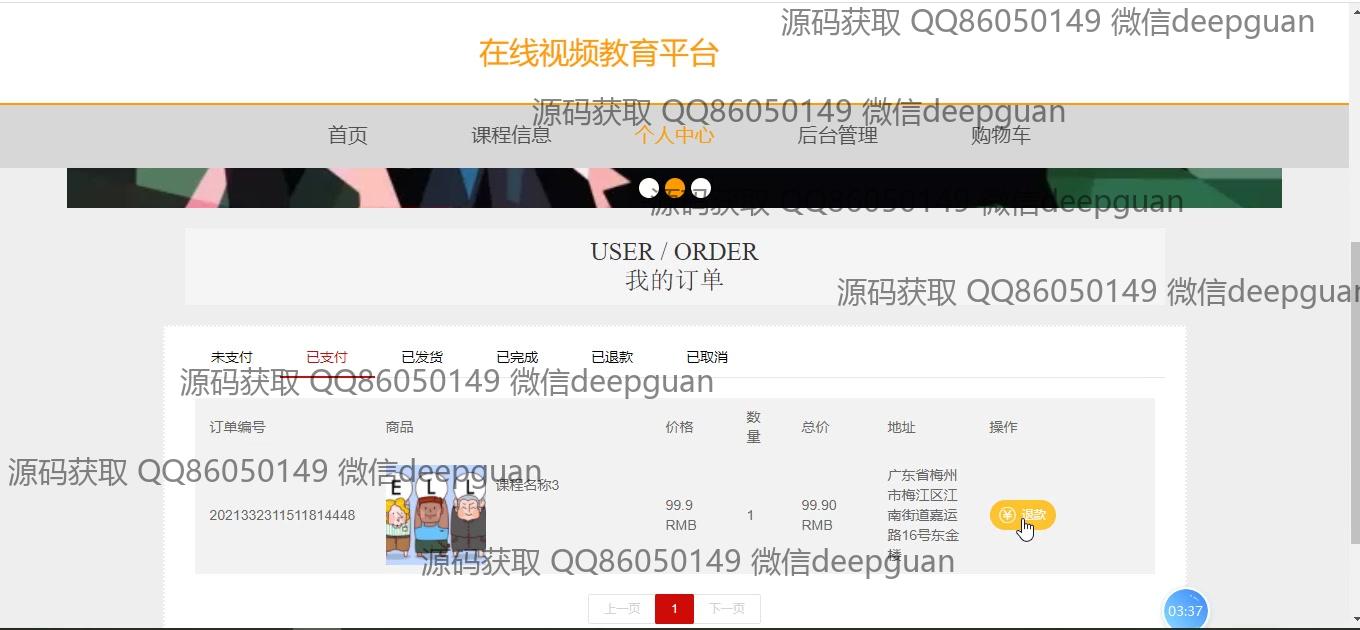 源码获取 QQ86050149 微信deepguan
在线视频教育平台
源码获取 QQ86050149 微信deepguan
首页 课程信息 个人中心 后台管理 购物车
源码获取 QQ86050149 微信deepguan
USER / ORDER
我的订单
源码获取 QQ86050149 微信deepguan
未支付 已支付 已发货 已完成 已退款 已取消
源码获取 QQ86050149 微信deepguan
订单编号 商品 价格 数量 总价 地址 操作
源码获取 QQ86050149 微信deepguan
E L L
课程名称3
2021332311511814448
99.9
RMB
1
99.90
RMB
广东省梅州
市梅江区江
南街道嘉运
路16号东金
楼
退款
源码获取 QQ86050149 微信deepguan
上一页 1 下一页
03:37